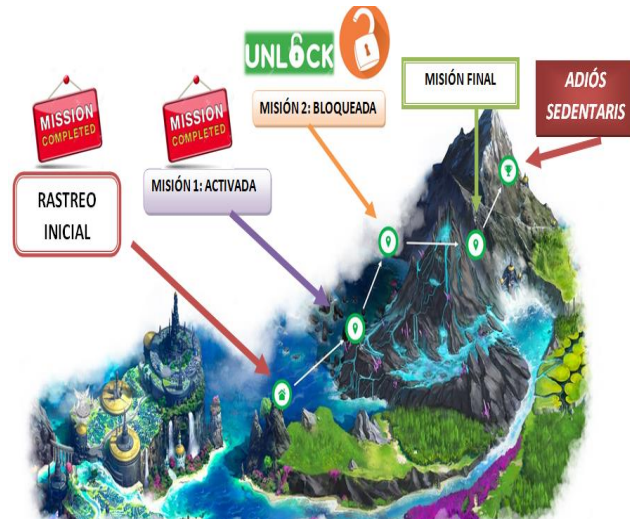 UNLOCK
MISSION
COMPLETED
MISSION
COMPLETED
MISIÓN 2: BLOQUEADA
MISIÓN FINAL
ADIÓS
SEDENTARIS
RASTREO
INICIAL
MISIÓN 1: ACTIVADA